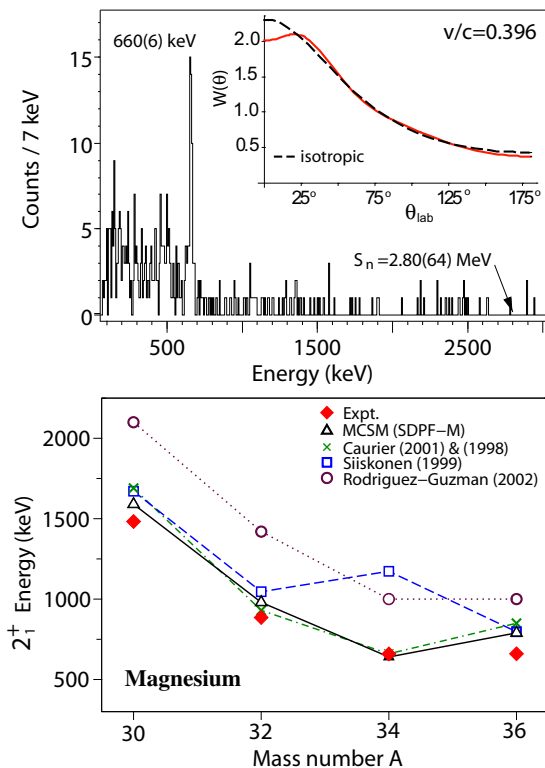 660(6) keV
v/c=0.396
Counts / 7 keV
15
10
5
0
W(θ)
2.0
1.5
1.0
0.5
isotropic
25° 75° 125° 175°
θlab
Sn =2.80(64) MeV
500 1000 1500 2000 2500
Energy (keV)
Expt.
MCSM (SDPF−M)
Caurier (2001) & (1998)
Siiskonen (1999)
Rodriguez−Guzman (2002)
2000
1500
1000
500
2₁⁺ Energy (keV)
Magnesium
30 32 34 36
Mass number A